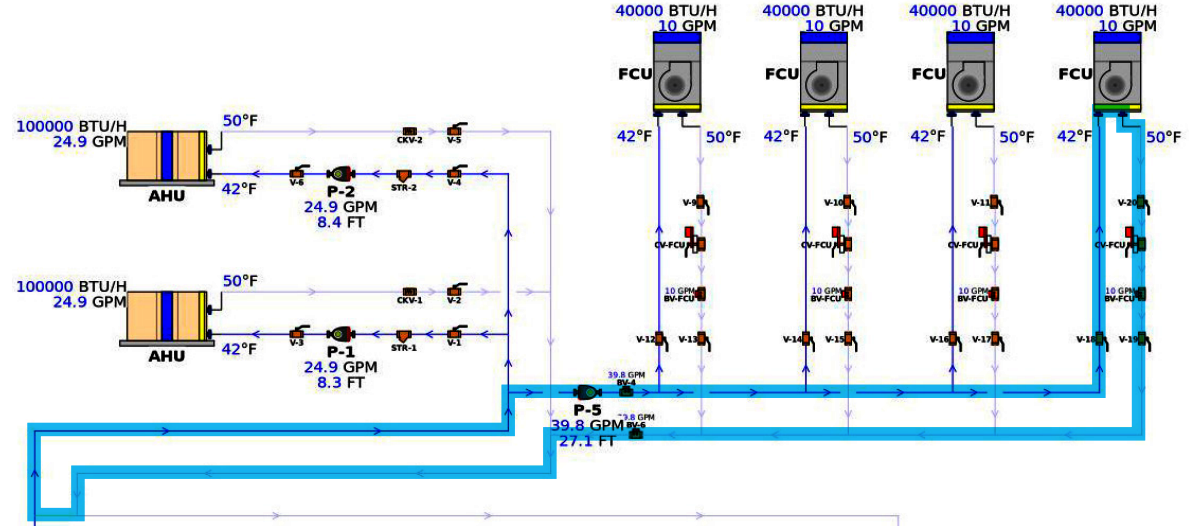 40000 BTU/H
10 GPM
40000 BTU/H
10 GPM
40000 BTU/H
10 GPM
40000 BTU/H
10 GPM
FCU
FCU
FCU
FCU
42°F
50°F
42°F
50°F
42°F
50°F
42°F
50°F
100000 BTU/H
24.9 GPM
50°F
CKV-2
V-5
AHU
42°F
V-6
P-2
24.9 GPM
8.4 FT
STR-2
V-4
V-9
V-10
V-11
V-20
CV-FCU
CV-FCU
CV-FCU
CV-FCU
10 GPM
BV-FCU
10 GPM
BV-FCU
10 GPM
BV-FCU
10 GPM
BV-FCU
100000 BTU/H
24.9 GPM
50°F
CKV-1
V-2
AHU
42°F
V-3
P-1
24.9 GPM
8.3 FT
STR-1
V-1
V-12
V-13
V-14
V-15
V-16
V-17
V-18
V-19
39.8 GPM
BV-4
P-5
39.8 GPM
27.1 FT
GPM
BV-6